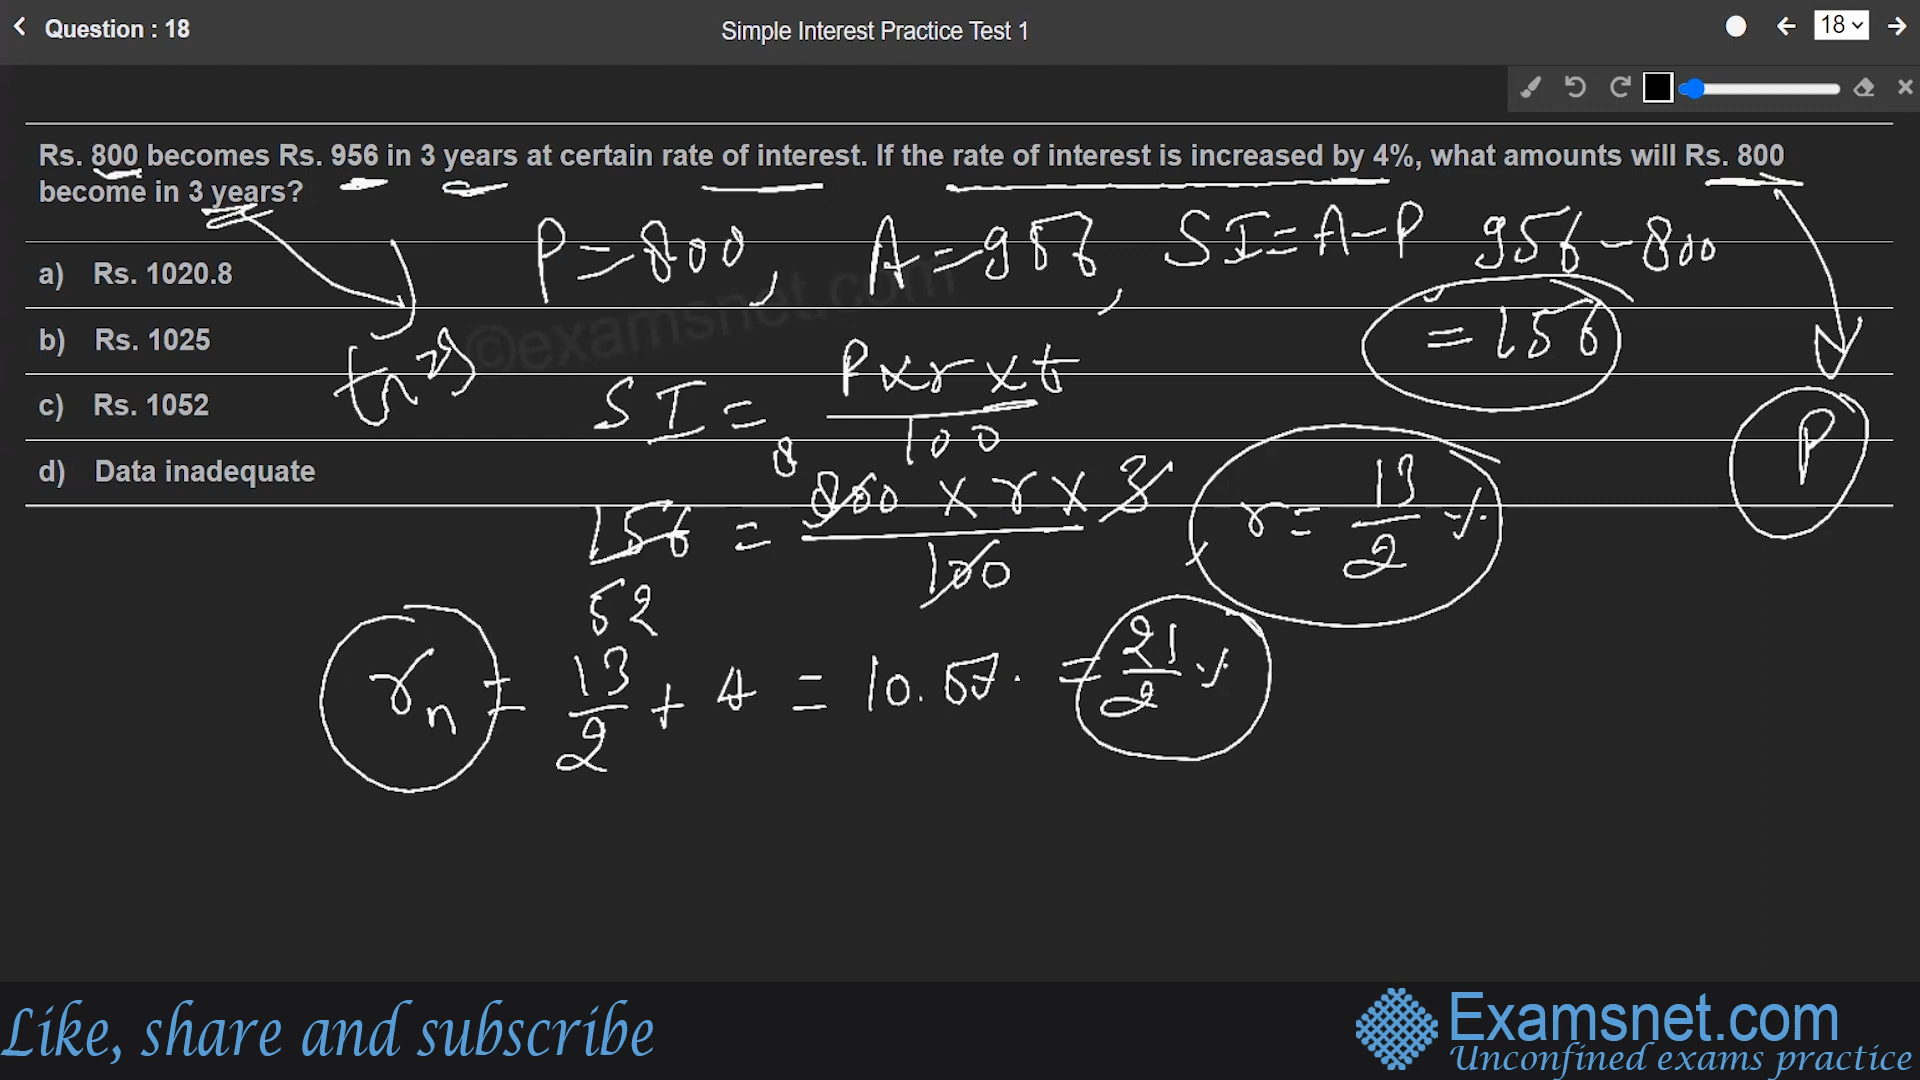 Question : 18
Simple Interest Practice Test 1
18
Rs. 800 becomes Rs. 956 in 3 years at certain rate of interest. If the rate of interest is increased by 4%, what amounts will Rs. 800
become in 3 years?
P = 800, A = 956, SI = A - P 956 - 800
a) Rs. 1020.8
= 156
©examsnet.com
b) Rs. 1025
SI = P x r x t
100
P
c) Rs. 1052
8
d) Data inadequate
156 = 800 x r x 3
100
r = 13/2 %
52
rn = 13/2 + 4 = 10.5% = 21/2 %
Like, share and subscribe
Examsnet.com
Unconfined exams practice